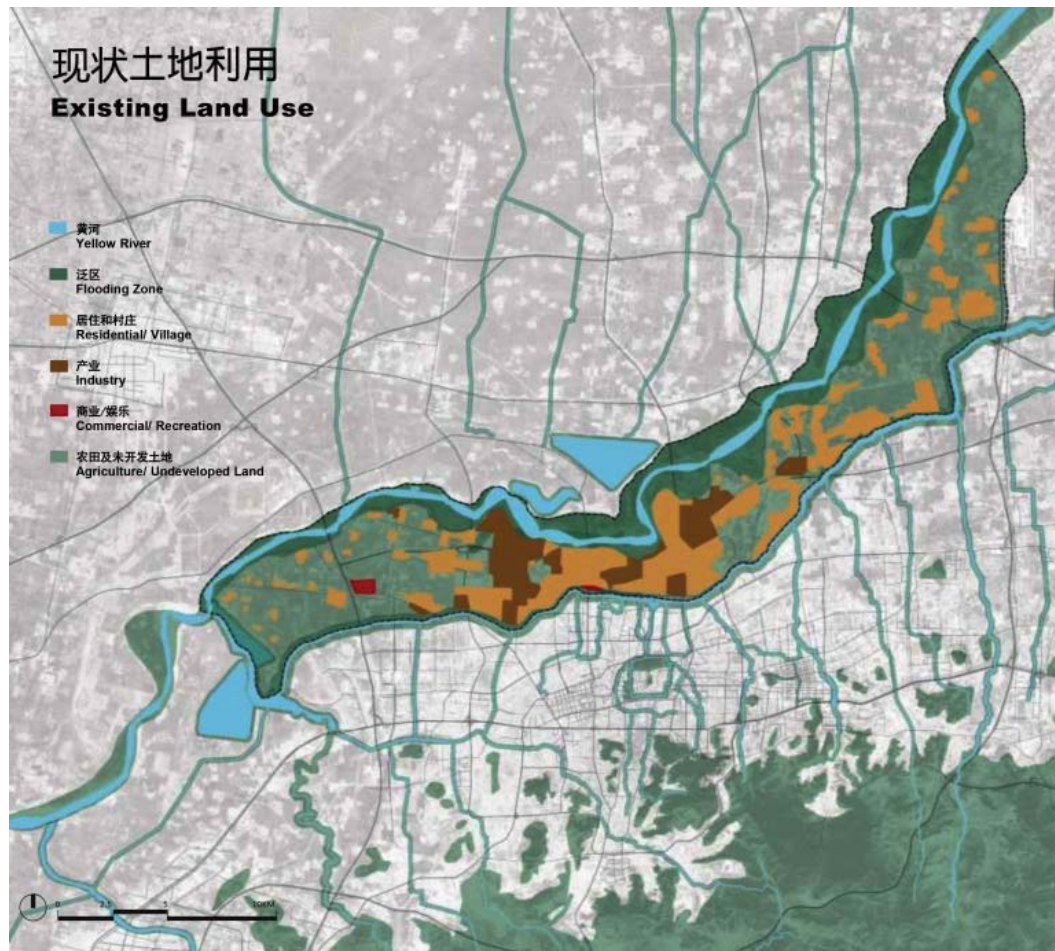 现状土地利用
Existing Land Use
黄河
Yellow River
泛区
Flooding Zone
居住和村庄
Residential/ Village
产业
Industry
商业/娱乐
Commercial/ Recreation
农田及未开发土地
Agriculture/ Undeveloped Land
0 2.5 5 10KM